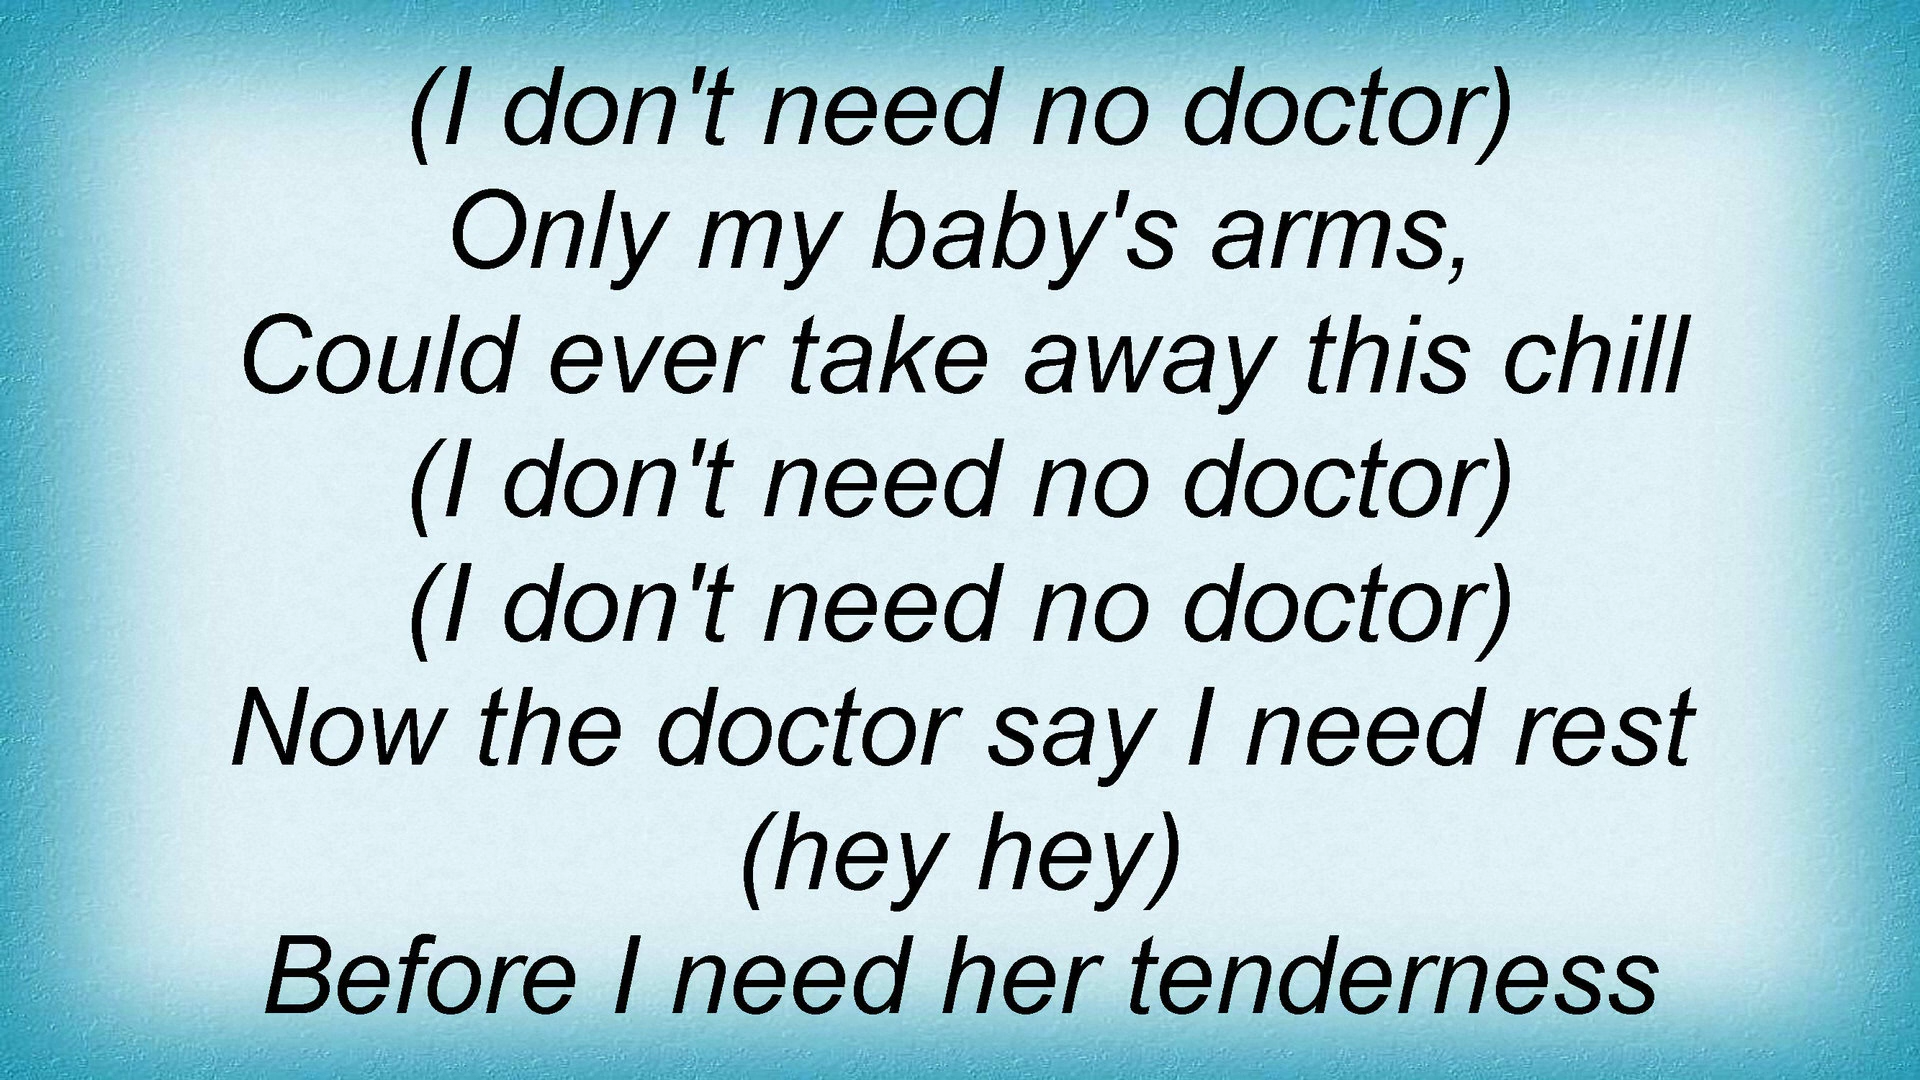 (I don't need no doctor)
Only my baby's arms,
Could ever take away this chill
(I don't need no doctor)
(I don't need no doctor)
Now the doctor say I need rest
(hey hey)
Before I need her tenderness